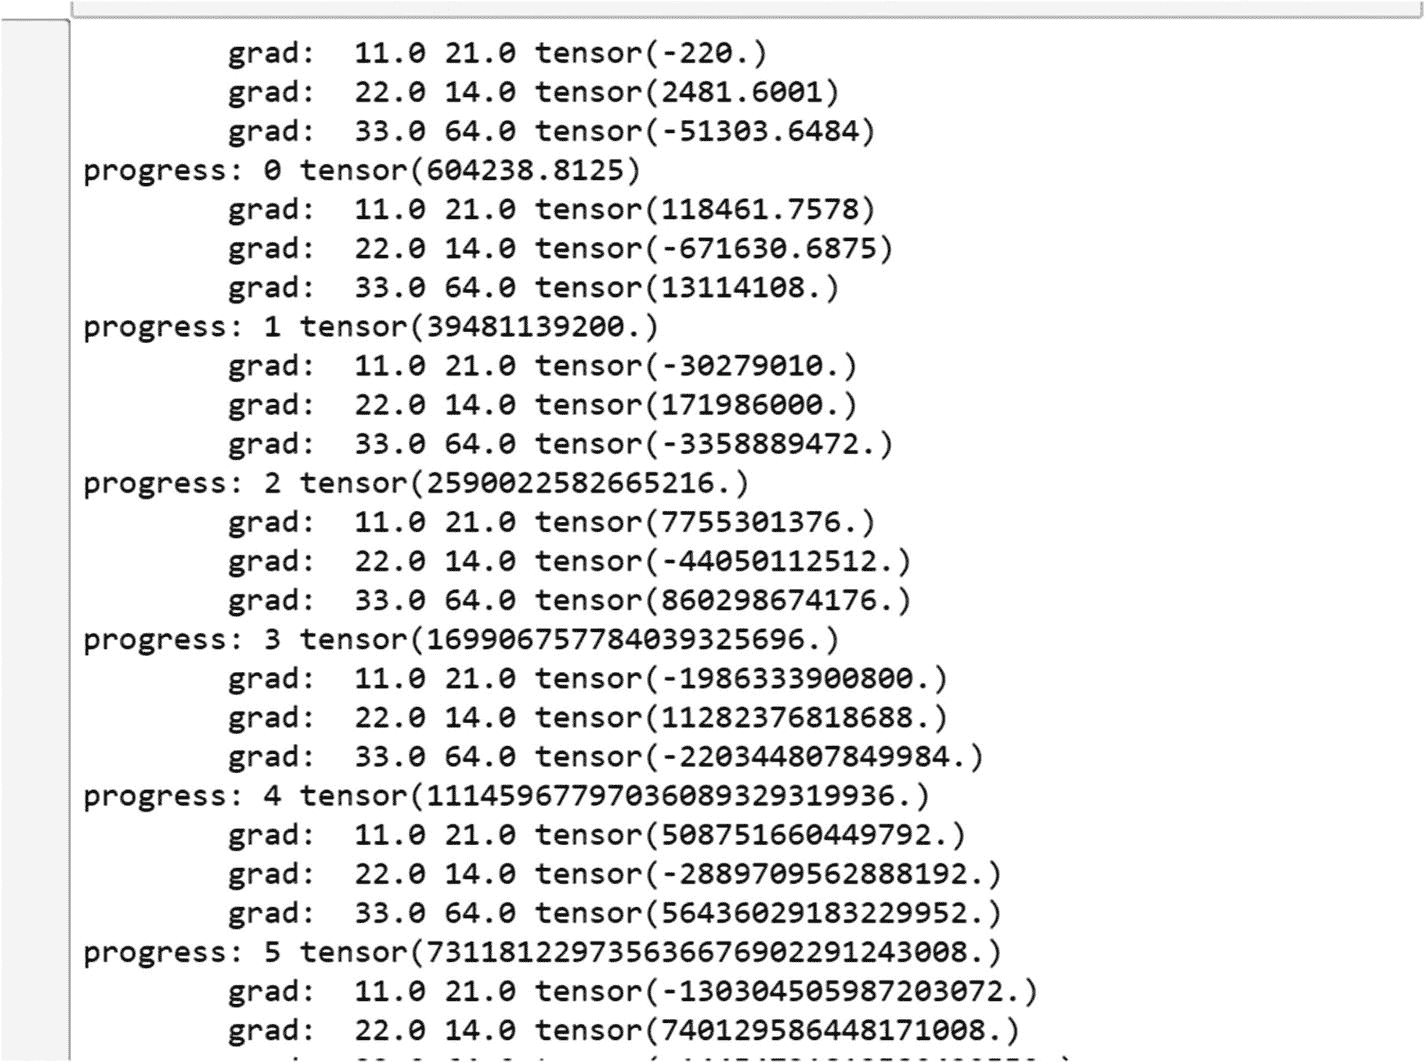 grad: 11.0 21.0 tensor(-220.)
grad: 22.0 14.0 tensor(2481.6001)
grad: 33.0 64.0 tensor(-51303.6484)
progress: 0 tensor(604238.8125)
grad: 11.0 21.0 tensor(118461.7578)
grad: 22.0 14.0 tensor(-671630.6875)
grad: 33.0 64.0 tensor(13114108.)
progress: 1 tensor(39481139200.)
grad: 11.0 21.0 tensor(-30279010.)
grad: 22.0 14.0 tensor(171986000.)
grad: 33.0 64.0 tensor(-3358889472.)
progress: 2 tensor(2590022582665216.)
grad: 11.0 21.0 tensor(7755301376.)
grad: 22.0 14.0 tensor(-44050112512.)
grad: 33.0 64.0 tensor(860298674176.)
progress: 3 tensor(169906757784039325696.)
grad: 11.0 21.0 tensor(-1986333900800.)
grad: 22.0 14.0 tensor(11282376818688.)
grad: 33.0 64.0 tensor(-220344807849984.)
progress: 4 tensor(11145967797036089329319936.)
grad: 11.0 21.0 tensor(508751660449792.)
grad: 22.0 14.0 tensor(-2889709562888192.)
grad: 33.0 64.0 tensor(56436029183229952.)
progress: 5 tensor(731181229735636676902291243008.)
grad: 11.0 21.0 tensor(-130304505987203072.)
grad: 22.0 14.0 tensor(740129586448171008.)